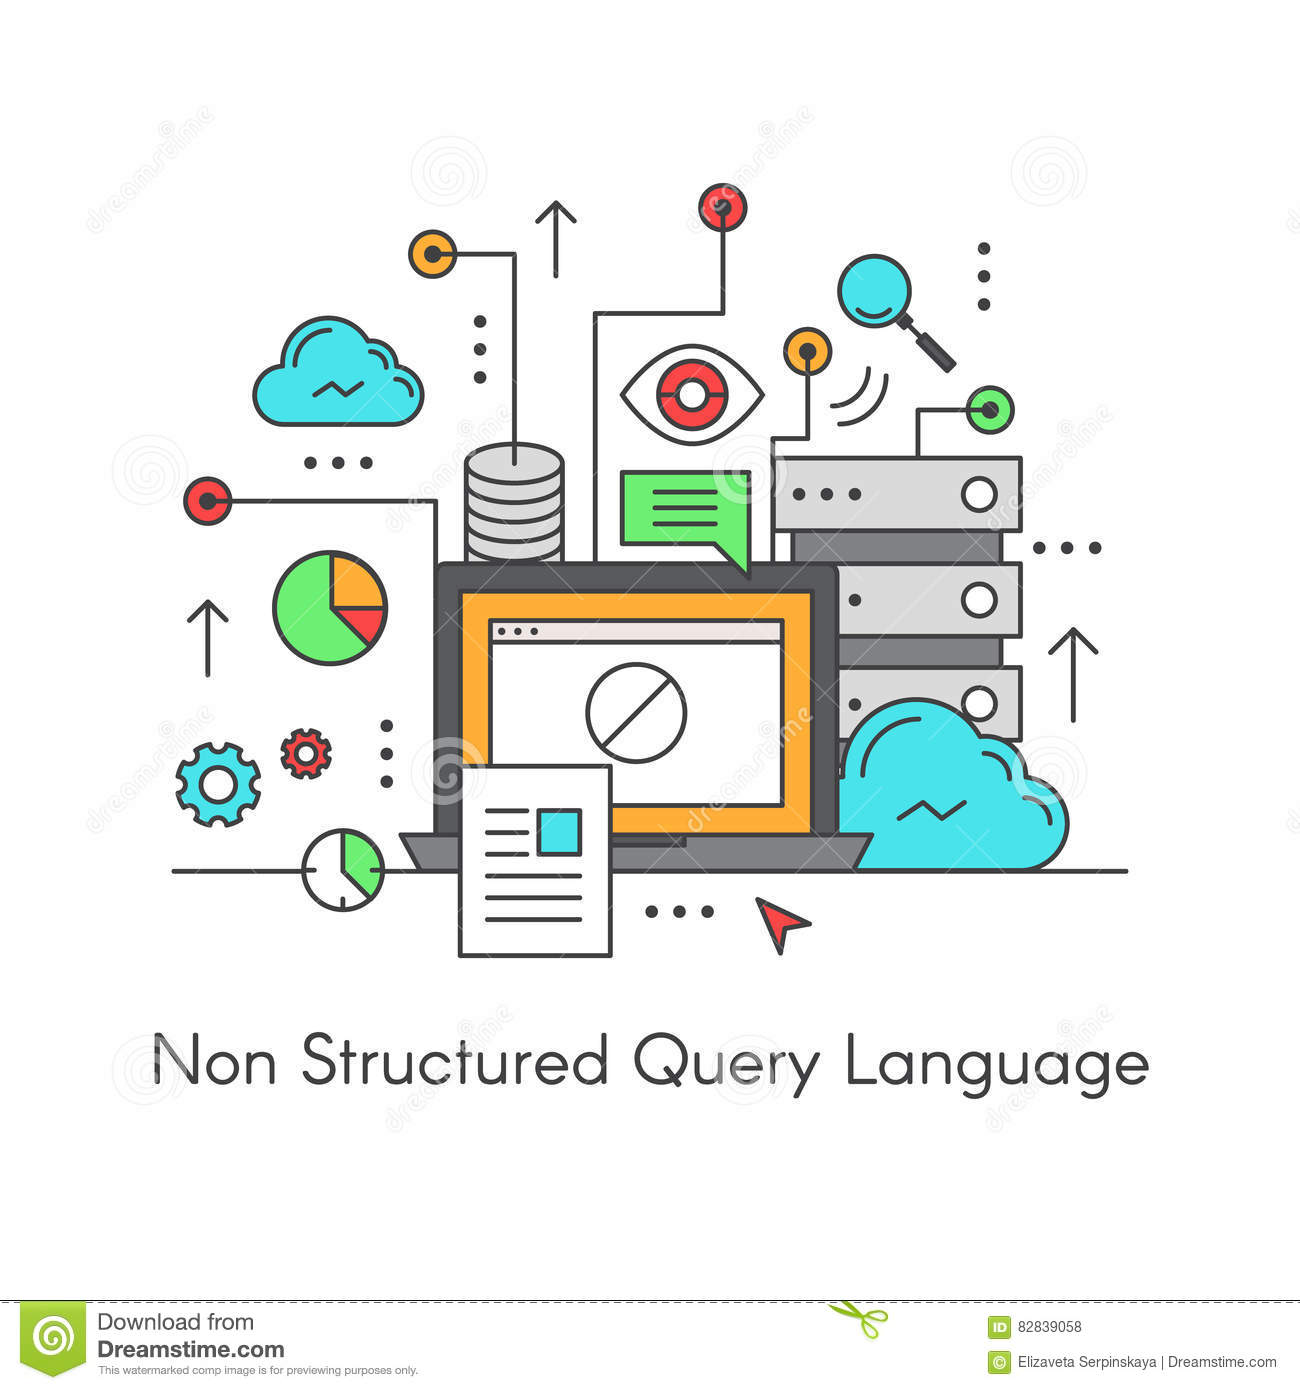 Non Structured Query Language
Download from
Dreamstime.com
This watermarked comp image is for previewing purposes only.
ID 82839058
© Elizaveta Serpinskaya | Dreamstime.com
dreamstime